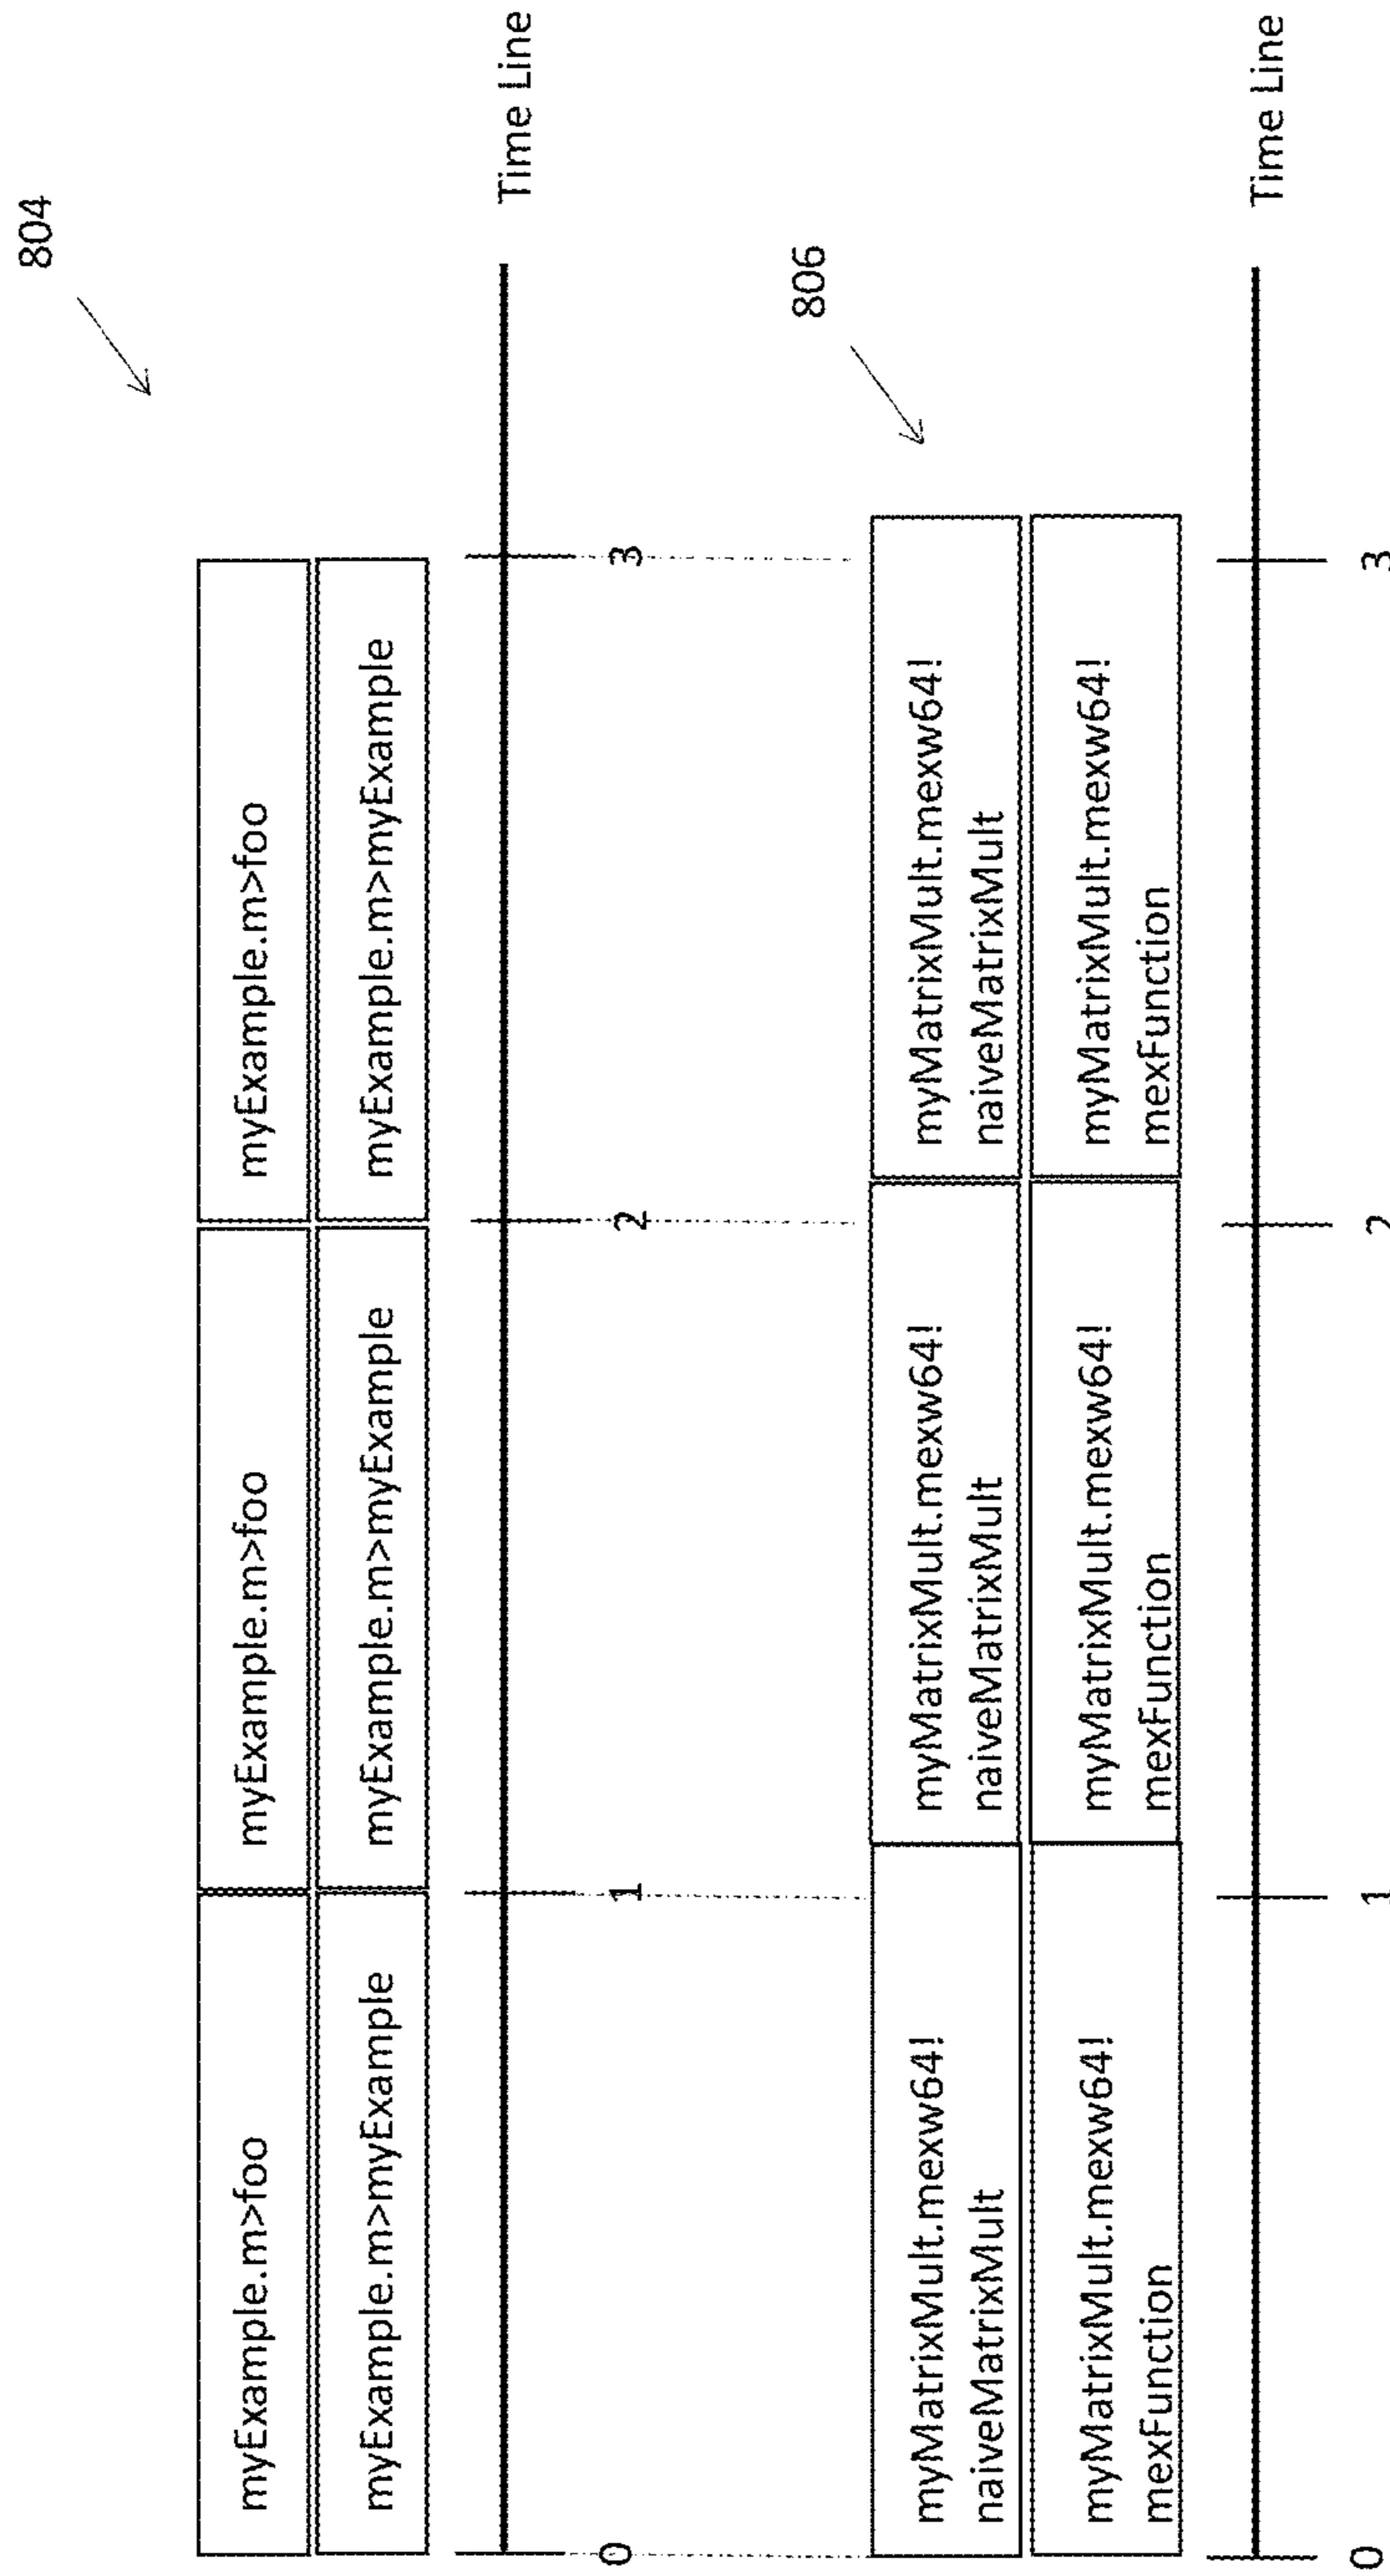 804
myExample.m>foo
myExample.m>foo
myExample.m>foo
myExample.m>myExample
myExample.m>myExample
myExample.m>myExample
Time Line
0
1
2
3
806
myMatrixMult.mexw64!
naiveMatrixMult
myMatrixMult.mexw64!
naiveMatrixMult
myMatrixMult.mexw64!
naiveMatrixMult
myMatrixMult.mexw64!
mexFunction
myMatrixMult.mexw64!
mexFunction
myMatrixMult.mexw64!
mexFunction
Time Line
0
1
2
3